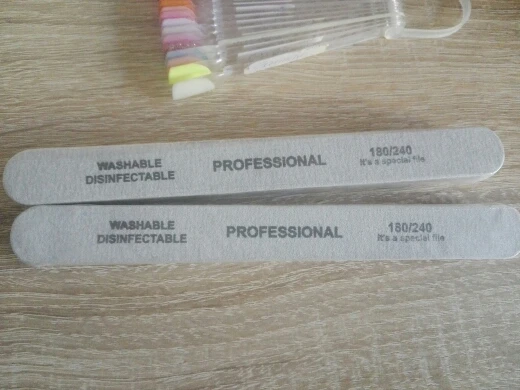 WASHABLE
DISINFECTABLE
PROFESSIONAL
180/240
It's a special file
WASHABLE
DISINFECTABLE
PROFESSIONAL
180/240
It's a special file